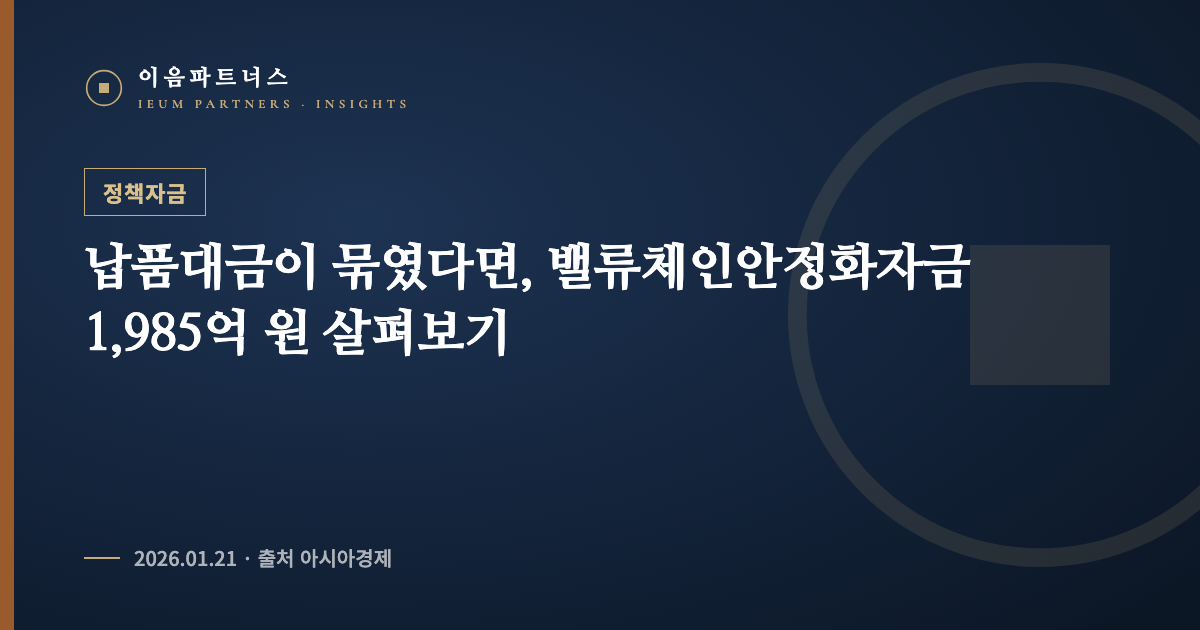 이음파트너스
IEUM PARTNERS · INSIGHTS
정책자금
납품대금이 묶였다면, 밸류체인안정화자금
1,985억 원 살펴보기
2026.01.21 · 출처 아시아경제